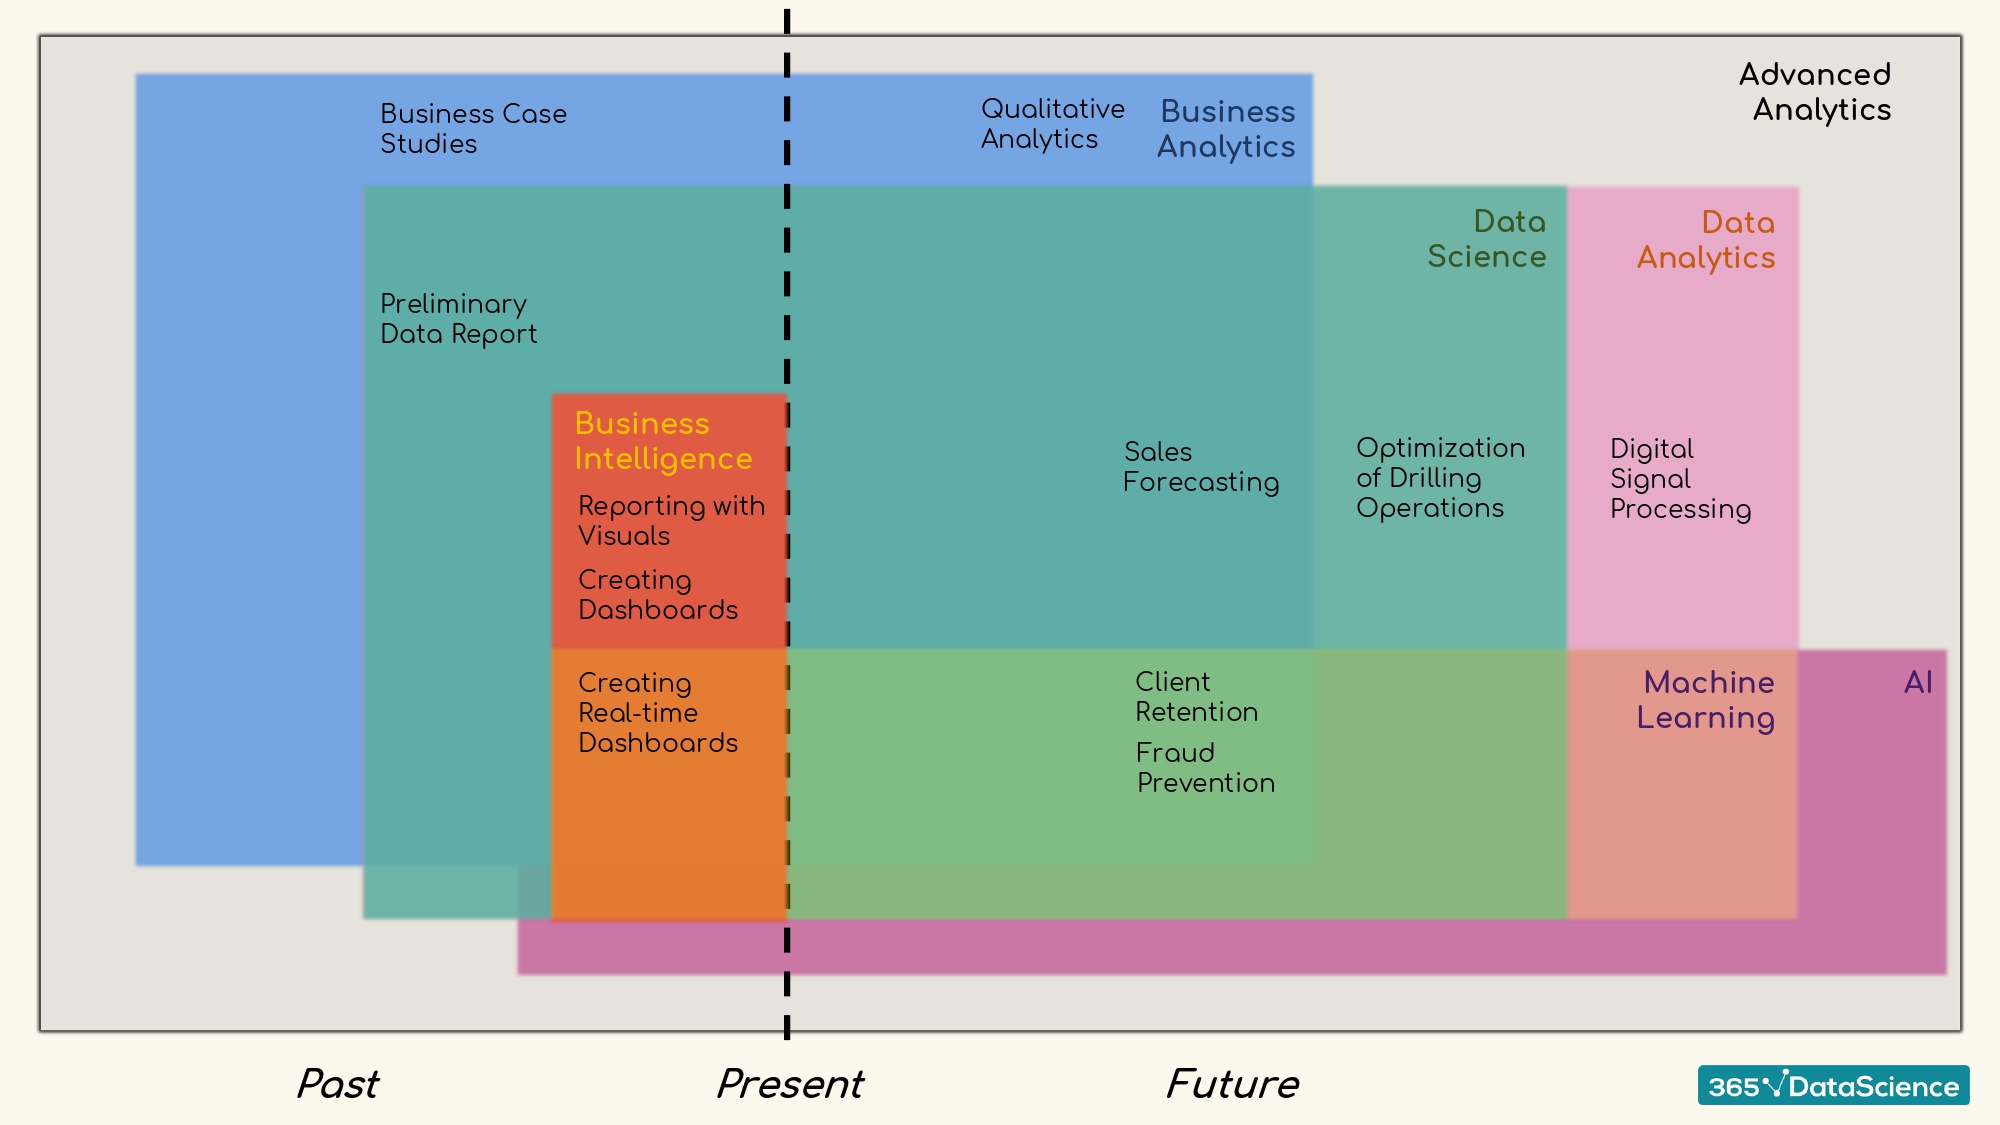 Advanced
Analytics
Business Case
Studies
Qualitative
Analytics
Business
Analytics
Data
Science
Data
Analytics
Preliminary
Data Report
Business
Intelligence
Reporting with
Visuals
Creating
Dashboards
Sales
Forecasting
Optimization
of Drilling
Operations
Digital
Signal
Processing
Creating
Real-time
Dashboards
Client
Retention
Fraud
Prevention
Machine
Learning
AI
Past
Present
Future
365 DataScience